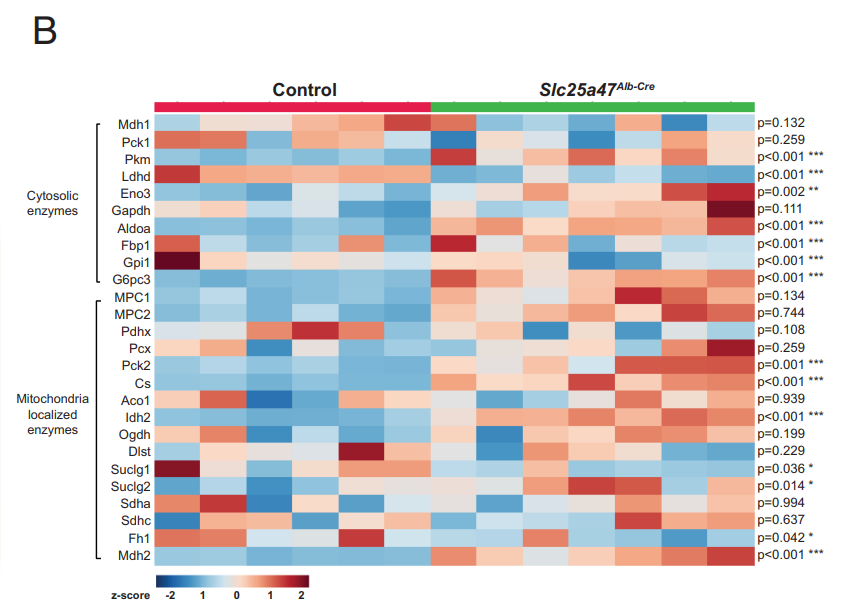 B
Control Slc25a47Alb-Cre
Cytosolic
enzymes
Mdh1 p=0.132
Pck1 p=0.259
Pkm p<0.001 ***
Ldhd p<0.001 ***
Eno3 p=0.002 **
Gapdh p=0.111
Aldoa p<0.001 ***
Fbp1 p<0.001 ***
Gpi1 p<0.001 ***
G6pc3 p<0.001 ***
Mitochondria
localized
enzymes
MPC1 p=0.134
MPC2 p=0.744
Pdhx p=0.108
Pcx p=0.259
Pck2 p=0.001 ***
Cs p<0.001 ***
Aco1 p=0.939
Idh2 p<0.001 ***
Ogdh p=0.199
Dlst p=0.229
Suclg1 p=0.036 *
Suclg2 p=0.014 *
Sdha p=0.994
Sdhc p=0.637
Fh1 p=0.042 *
Mdh2 p<0.001 ***
z-score -2 1 0 1 2